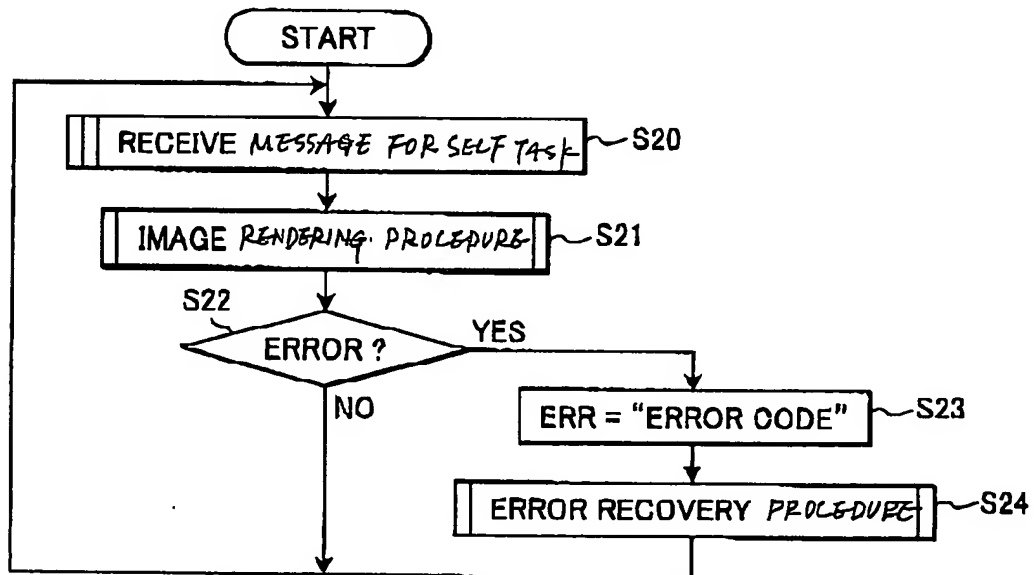 START
RECEIVE MESSAGE FOR SELF TASK
S20
IMAGE RENDERING PROCEDURE
S21
S22
ERROR ?
YES
NO
ERR = “ERROR CODE”
S23
ERROR RECOVERY PROCEDURE
S24